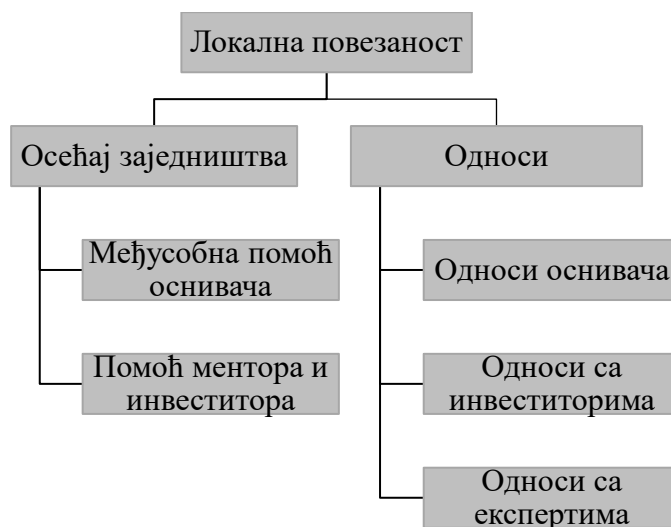 Локална повезаност
Осећај заједништва
Међусобна помоћ
оснивача
Помоћ ментора и
инвеститора
Односи
Односи оснивача
Односи са
инвеститорима
Односи са
експертима